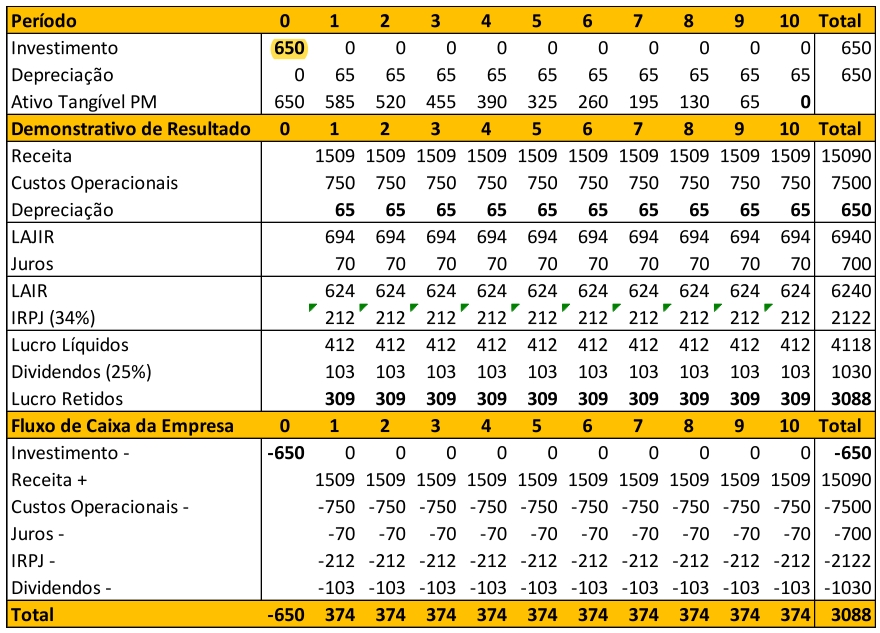 Período 0 1 2 3 4 5 6 7 8 9 10 Total
Investimento 650 0 0 0 0 0 0 0 0 0 0 650
Depreciação 0 65 65 65 65 65 65 65 65 65 65 650
Ativo Tangível PM 650 585 520 455 390 325 260 195 130 65 0
Demonstrativo de Resultado 0 1 2 3 4 5 6 7 8 9 10 Total
Receita 1509 1509 1509 1509 1509 1509 1509 1509 1509 1509 15090
Custos Operacionais 750 750 750 750 750 750 750 750 750 750 7500
Depreciação 65 65 65 65 65 65 65 65 65 65 650
LAJIR 694 694 694 694 694 694 694 694 694 694 6940
Juros 70 70 70 70 70 70 70 70 70 70 700
LAIR 624 624 624 624 624 624 624 624 624 624 6240
IRPJ (34%) 212 212 212 212 212 212 212 212 212 212 2122
Lucro Líquidos 412 412 412 412 412 412 412 412 412 412 4118
Dividendos (25%) 103 103 103 103 103 103 103 103 103 103 1030
Lucro Retidos 309 309 309 309 309 309 309 309 309 309 3088
Fluxo de Caixa da Empresa 0 1 2 3 4 5 6 7 8 9 10 Total
Investimento - -650 0 0 0 0 0 0 0 0 0 0 -650
Receita + 1509 1509 1509 1509 1509 1509 1509 1509 1509 1509 15090
Custos Operacionais - -750 -750 -750 -750 -750 -750 -750 -750 -750 -750 -7500
Juros - -70 -70 -70 -70 -70 -70 -70 -70 -70 -70 -700
IRPJ - -212 -212 -212 -212 -212 -212 -212 -212 -212 -212 -2122
Dividendos - -103 -103 -103 -103 -103 -103 -103 -103 -103 -103 -1030
Total -650 374 374 374 374 374 374 374 374 374 374 3088